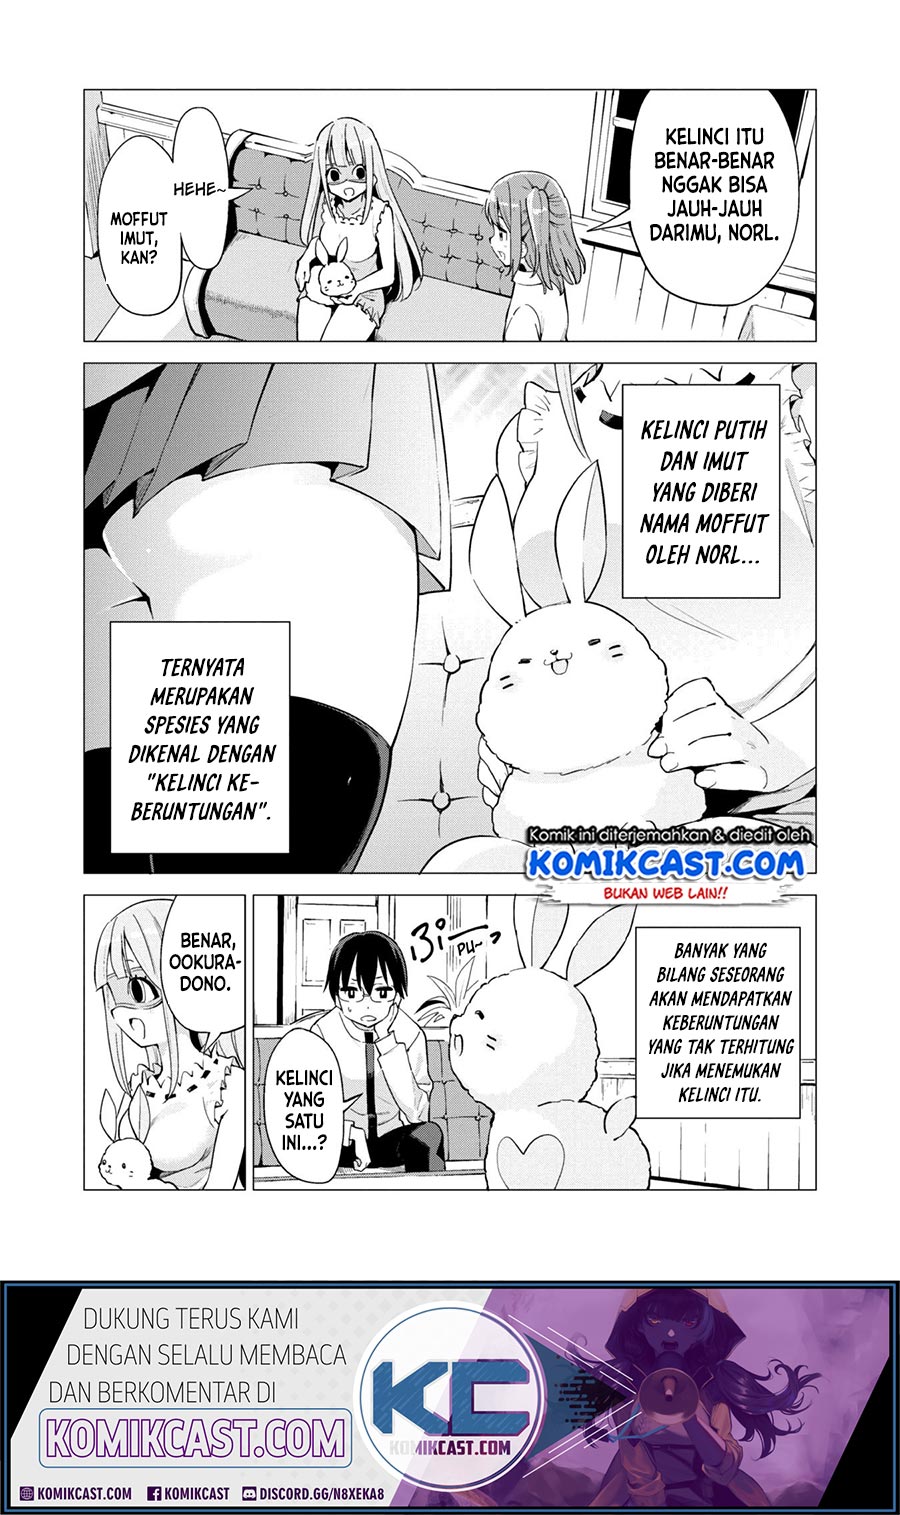 KELINCI ITU
BENAR-BENAR
NGGAK BISA
JAUH-JAUH
DARIMU, NORL.
HEHE~
MOFFUT
IMUT,
KAN?
KELINCI PUTIH
DAN IMUT
YANG DIBERI
NAMA MOFFUT
OLEH NORL...
TERNYATA
MERUPAKAN
SPESIES YANG
DIKENAL DENGAN
"KELINCI KE-
BERUNTUNGAN".
Komik ini diterjemahkan & diedit oleh
KOMIKCAST.COM
BUKAN WEB LAIN!!
BENAR,
OOKURA-
DONO.
ぷー
PU~
KELINCI
YANG
SATU
INI...?
BANYAK YANG
BILANG SESEORANG
AKAN MENDAPATKAN
KEBERUNTUNGAN
YANG TAK TERHITUNG
JIKA MENEMUKAN
KELINCI ITU.
DUKUNG TERUS KAMI
DENGAN SELALU MEMBACA
DAN BERKOMENTAR DI
KOMIKCAST.COM
KC
KOMIKCAST.COM
KOMIKCAST.COM KOMIKCAST DISCORD.GG/N8XEKA8